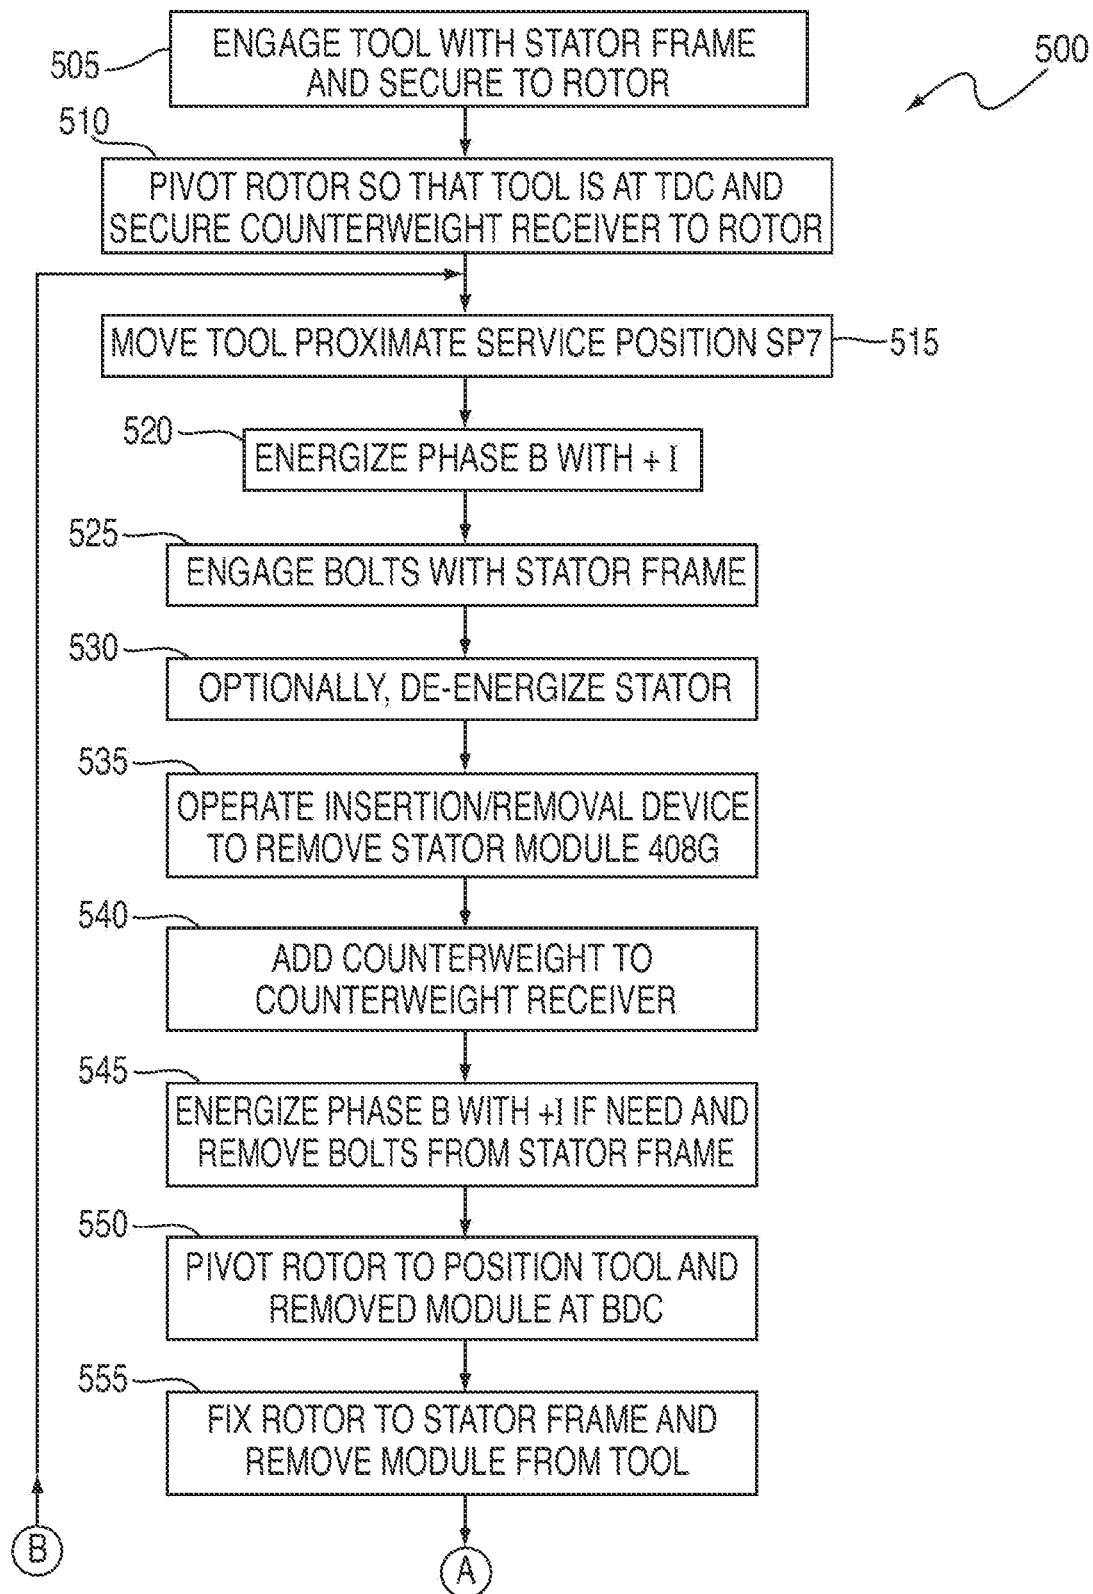 500
505
ENGAGE TOOL WITH STATOR FRAME
AND SECURE TO ROTOR
510
PIVOT ROTOR SO THAT TOOL IS AT TDC AND
SECURE COUNTERWEIGHT RECEIVER TO ROTOR
MOVE TOOL PROXIMATE SERVICE POSITION SP7
515
520
ENERGIZE PHASE B WITH + I
525
ENGAGE BOLTS WITH STATOR FRAME
530
OPTIONALLY, DE-ENERGIZE STATOR
535
OPERATE INSERTION/REMOVAL DEVICE
TO REMOVE STATOR MODULE 408G
540
ADD COUNTERWEIGHT TO
COUNTERWEIGHT RECEIVER
545
ENERGIZE PHASE B WITH +I IF NEED AND
REMOVE BOLTS FROM STATOR FRAME
550
PIVOT ROTOR TO POSITION TOOL AND
REMOVED MODULE AT BDC
555
FIX ROTOR TO STATOR FRAME AND
REMOVE MODULE FROM TOOL
B
A